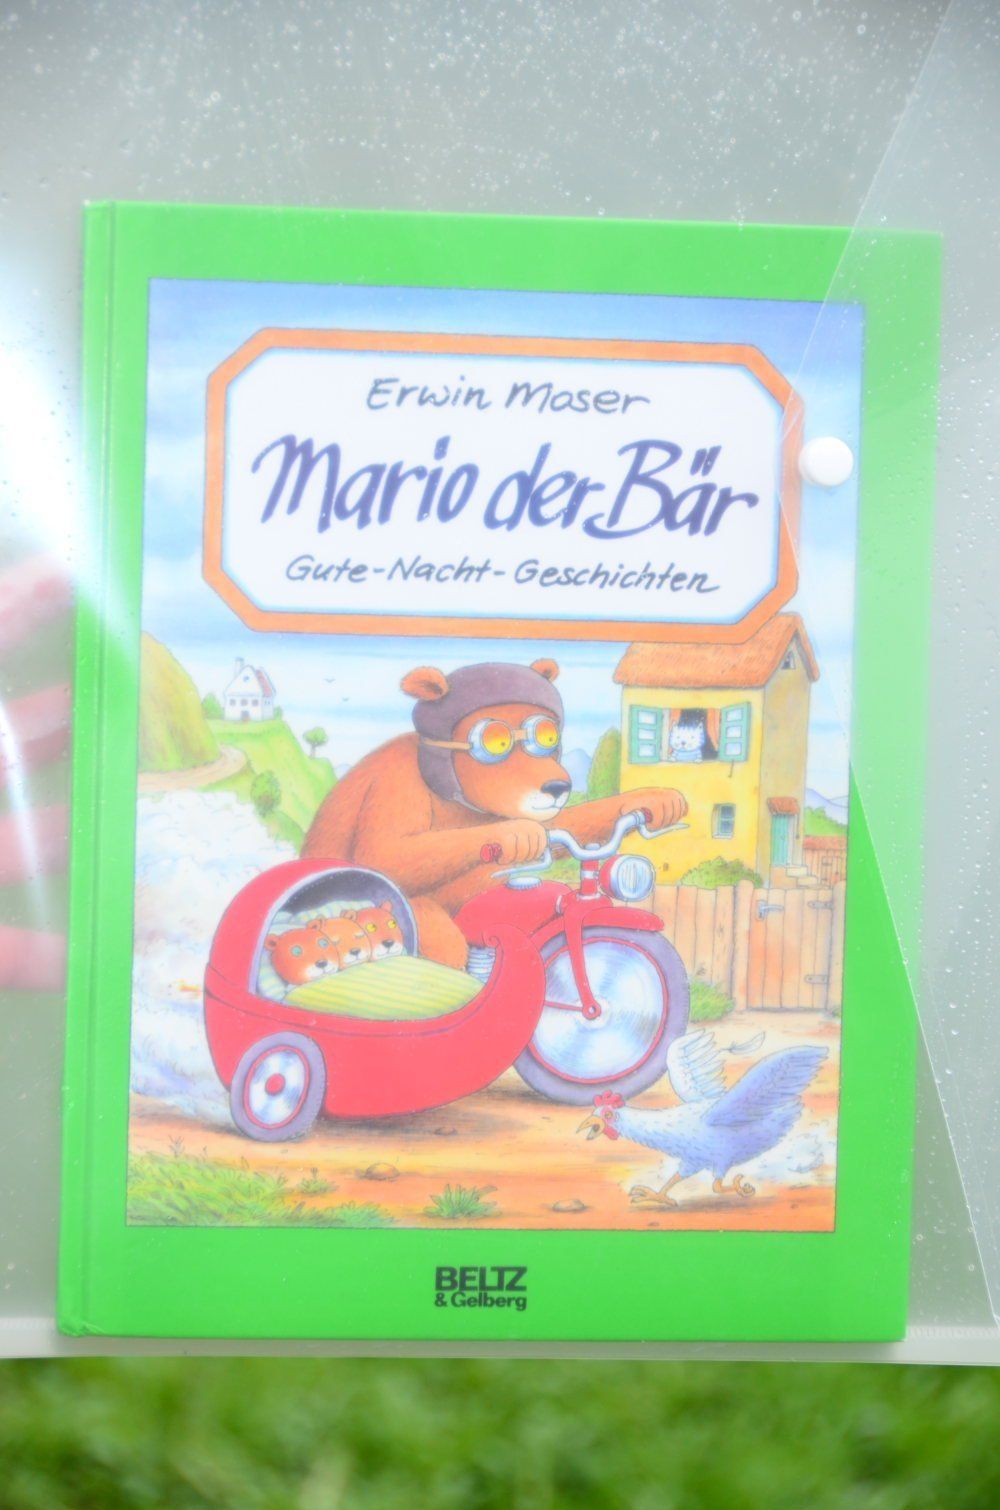 Erwin Moser
Mario der Bär
Gute-Nacht-Geschichten
BELTZ
& Gelberg